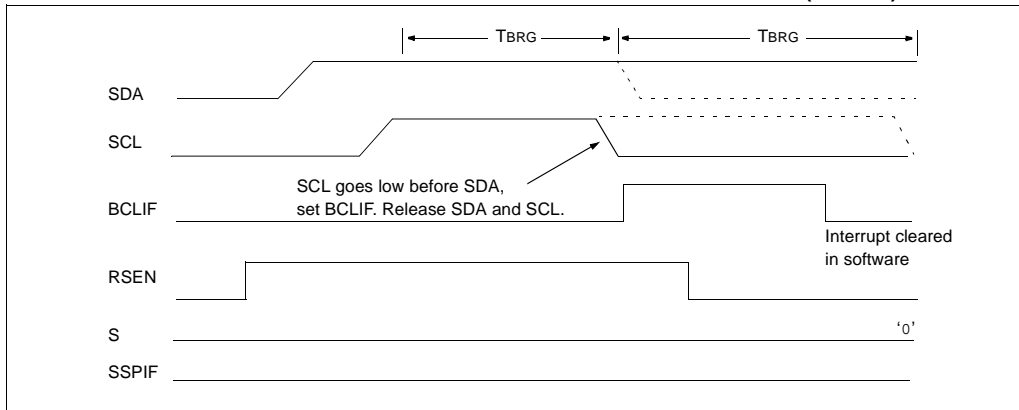 TBRG TBRG
SDA
SCL
SCL goes low before SDA,
set BCLIF. Release SDA and SCL.
BCLIF
Interrupt cleared
in software
RSEN
S ‘0’
SSPIF